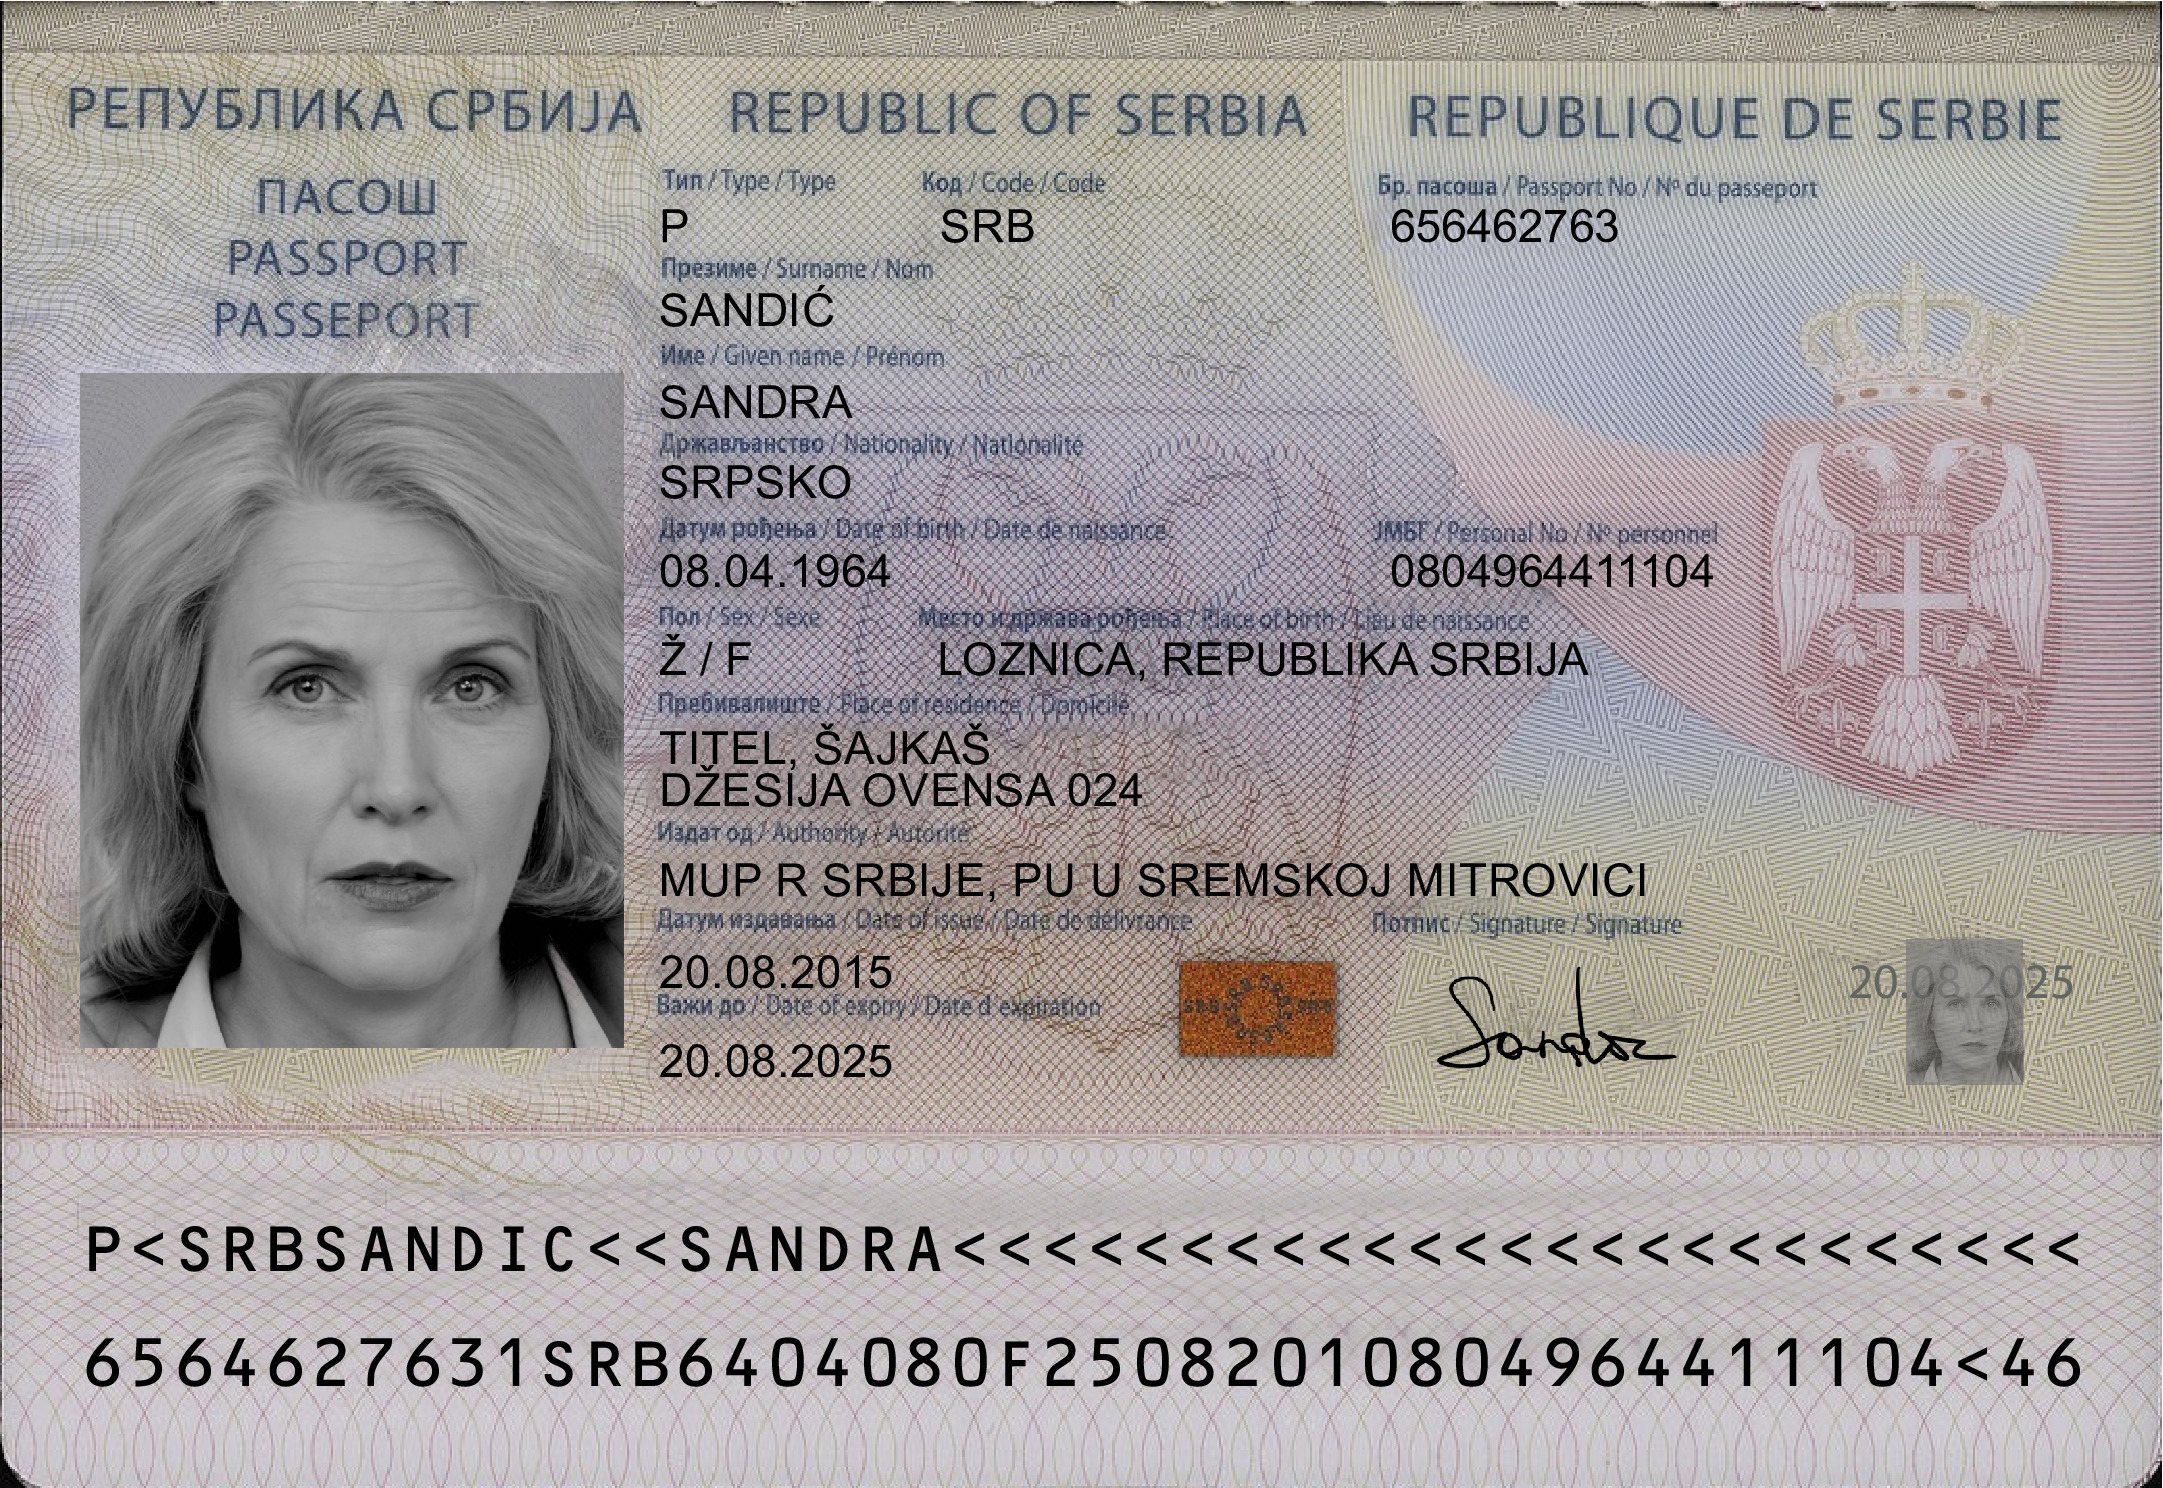 РЕПУБЛИКА СРБИЈА REPUBLIC OF SERBIA REPUBLIQUE DE SERBIE
ПАСОШ
PASSPORT
PASSEPORT
Тип / Type / Type Код / Code / Code Бр. пасоша / Passport No / Nº du passeport
P SRB 656462763
Презиме / Surname / Nom
SANDIĆ
Име / Given name / Prénom
SANDRA
Држављанство / Nationality / Nationalité
SRPSKO
Датум рођења / Date of birth / Date de naissance ЈМБГ / Personal No / Nº personnel
08.04.1964 0804964411104
Пол / Sex / Sexe Место и држава рођења / Place of birth / Lieu de naissance
Ž / F LOZNICA, REPUBLIKA SRBIJA
Пребивалиште / Place of residence / Domicile
TITEL, ŠAJKAŠ
DŽESIJA OVENSA 024
Издат од / Authority / Autorité
MUP R SRBIJE, PU U SREMSKOJ MITROVICI
Датум издавања / Date of issue / Date de délivrance Потпис / Signature / Signature
20.08.2015
Важи до / Date of expiry / Date d expiration
20.08.2025
Sandra
20.08.2025
P<SRBSANDIC<<SANDRA<<<<<<<<<<<<<<<<<<<<<<<<<
6564627631SRB6404080F25082010804964411104<46